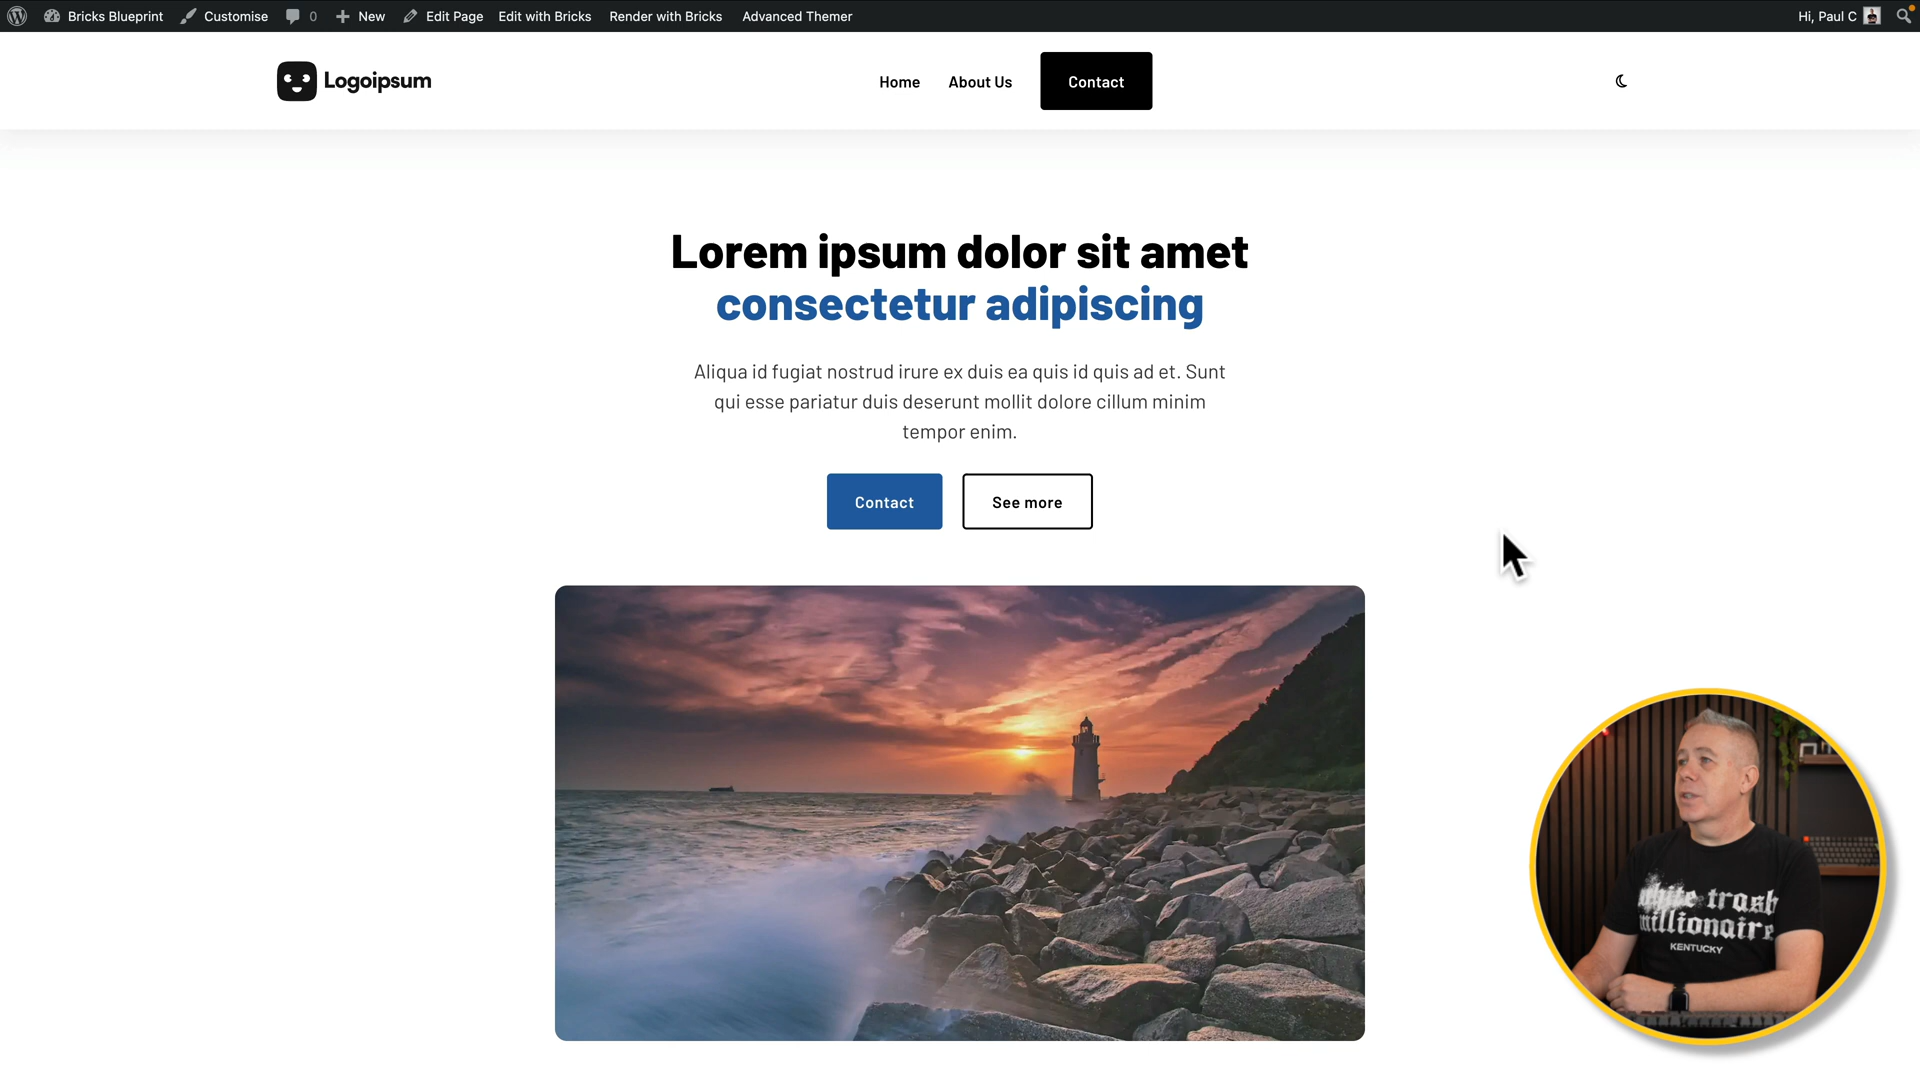 Bricks Blueprint Customise 0 New Edit Page Edit with Bricks Render with Bricks Advanced Themer Hi, Paul C
Logoipsum Home About Us Contact
Lorem ipsum dolor sit amet
consectetur adipiscing
Aliqua id fugiat nostrud irure ex duis ea quis id quis ad et. Sunt
qui esse pariatur duis deserunt mollit dolore cillum minim
tempor enim.
Contact See more
white trash
millionaire
KENTUCKY